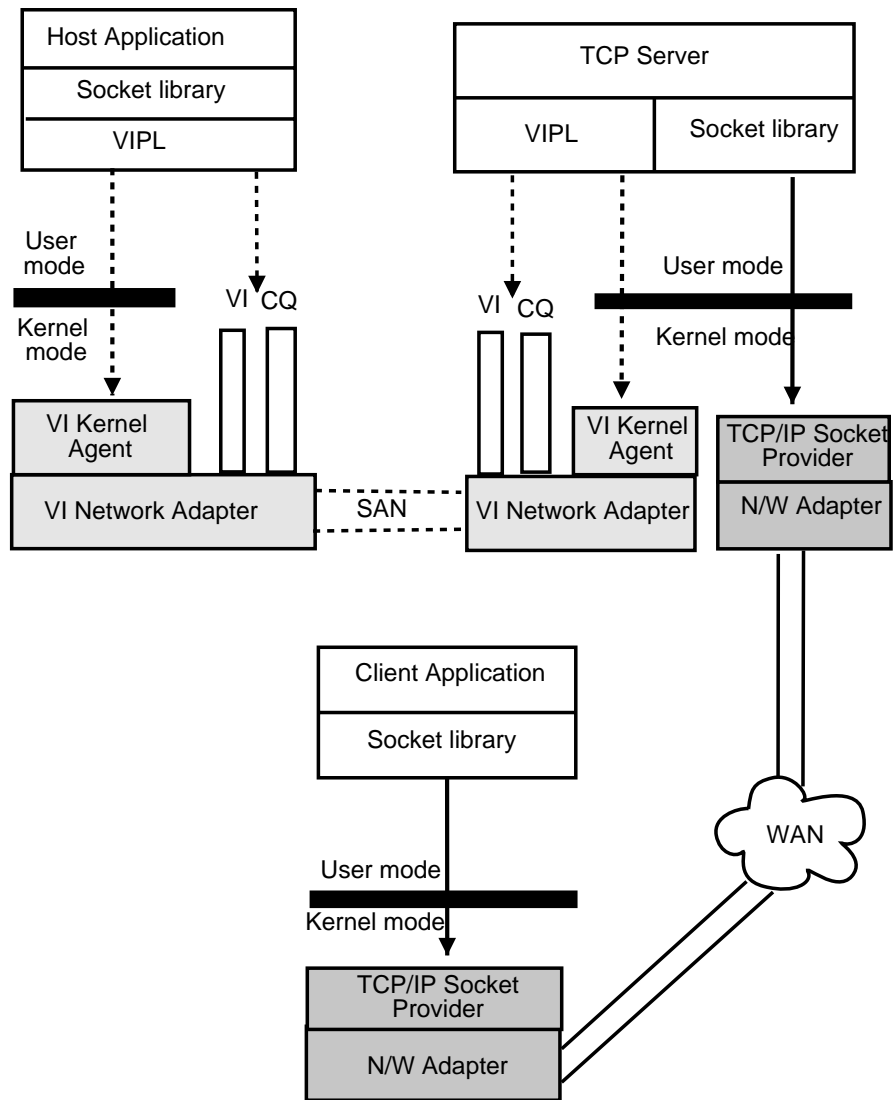 Host Application
Socket library
VIPL
TCP Server
VIPL
Socket library
User
mode
VI
CQ
Kernel
mode
VI
CQ
User mode
Kernel mode
VI Kernel
Agent
VI Network Adapter
SAN
VI Kernel
Agent
VI Network Adapter
TCP/IP Socket
Provider
N/W Adapter
Client Application
Socket library
WAN
User mode
Kernel mode
TCP/IP Socket
Provider
N/W Adapter